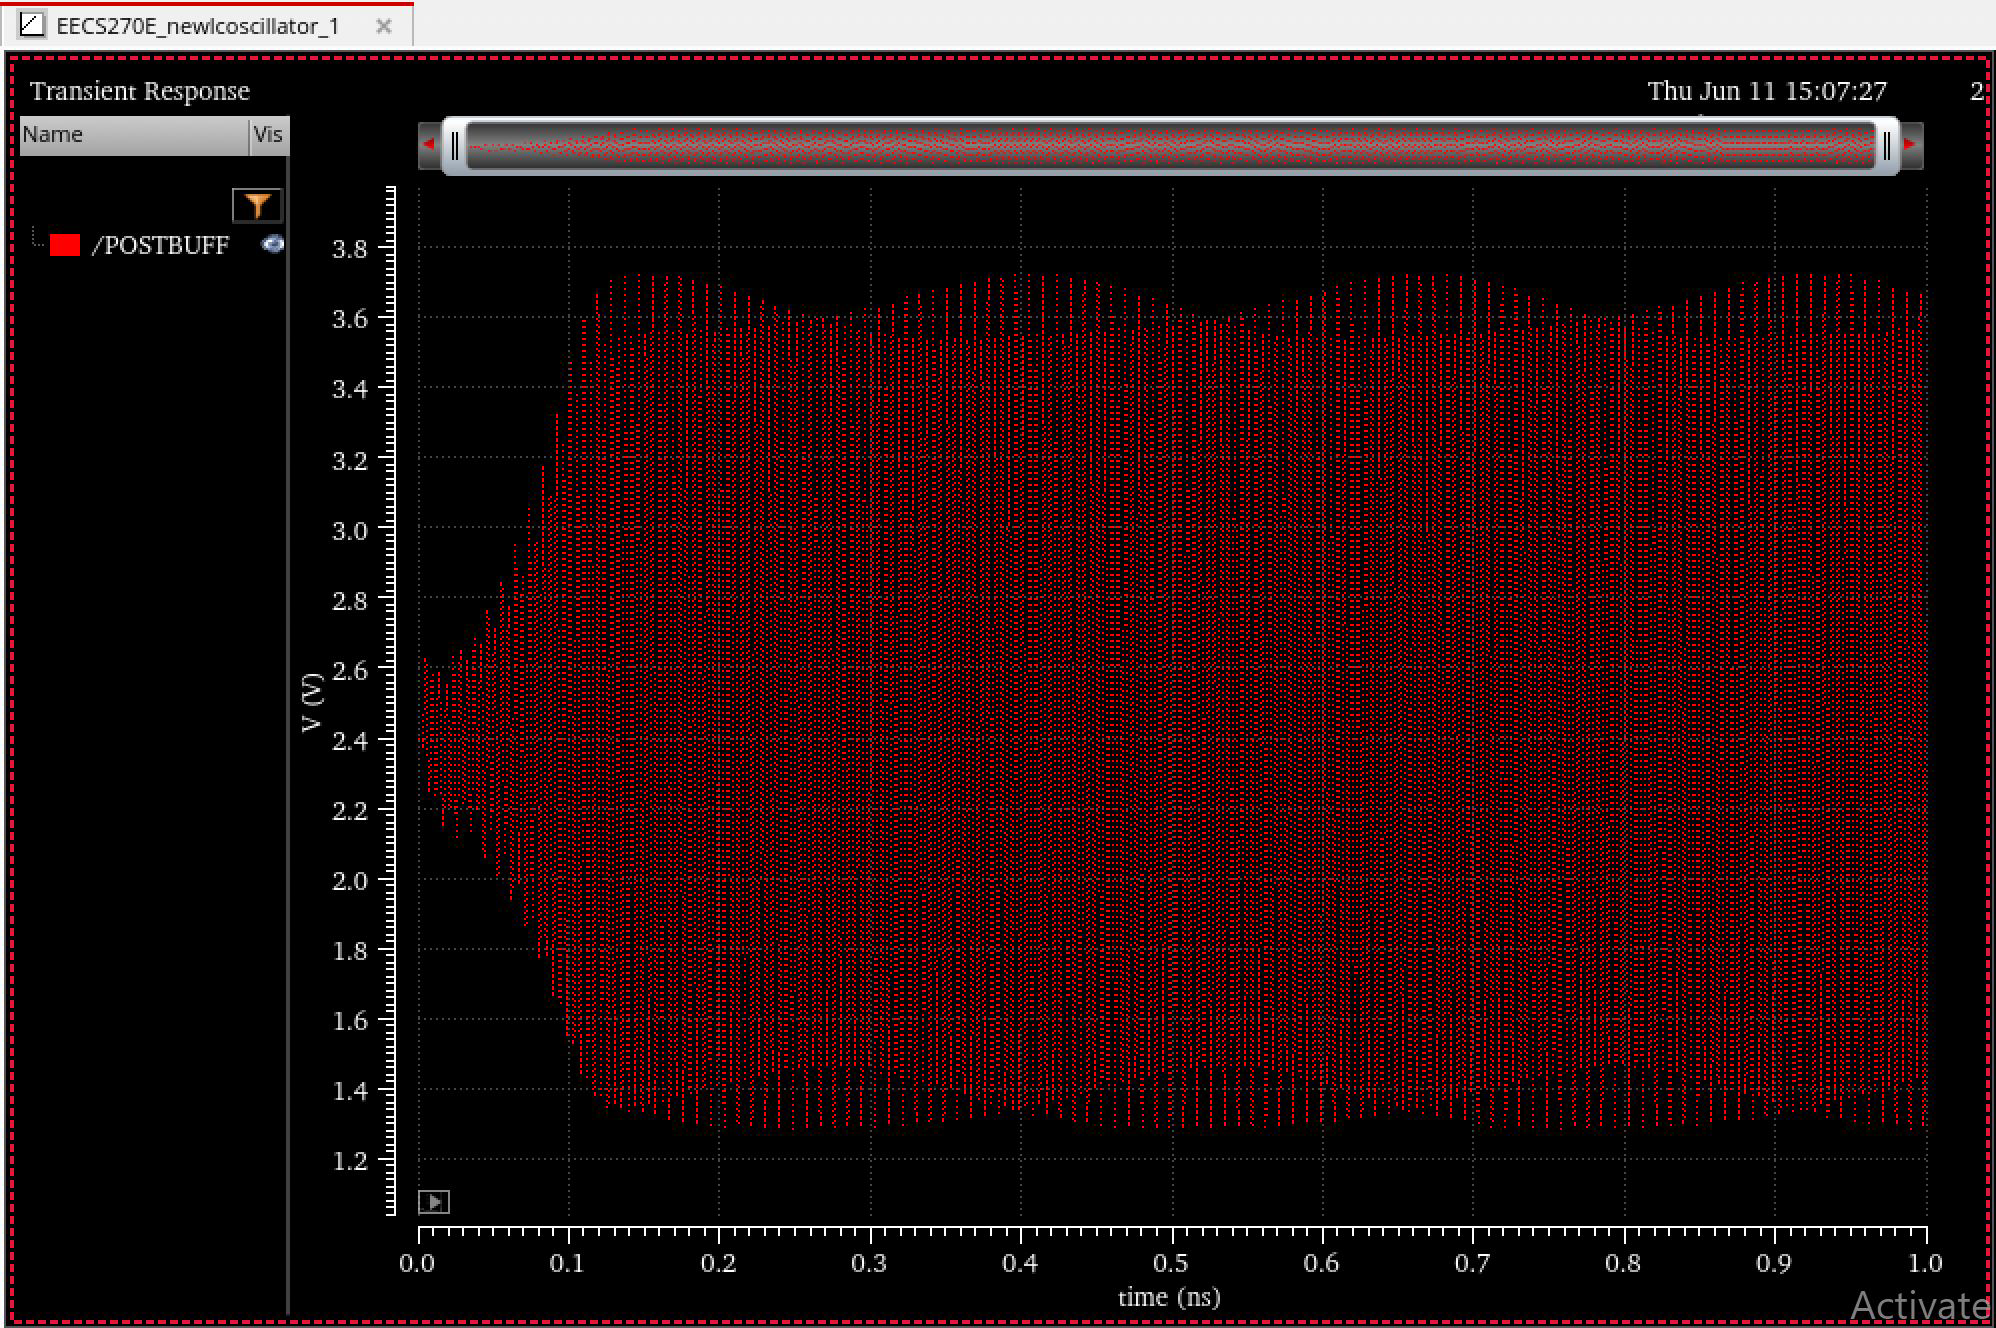 EECS270E_newlcoscillator_1
Transient Response
Thu Jun 11 15:07:27 2
Name Vis
/POSTBUFF
3.8
3.6
3.4
3.2
3.0
2.8
2.6
2.4
2.2
2.0
1.8
1.6
1.4
1.2
V (V)
0.0 0.1 0.2 0.3 0.4 0.5 0.6 0.7 0.8 0.9 1.0
time (ns)
Activate